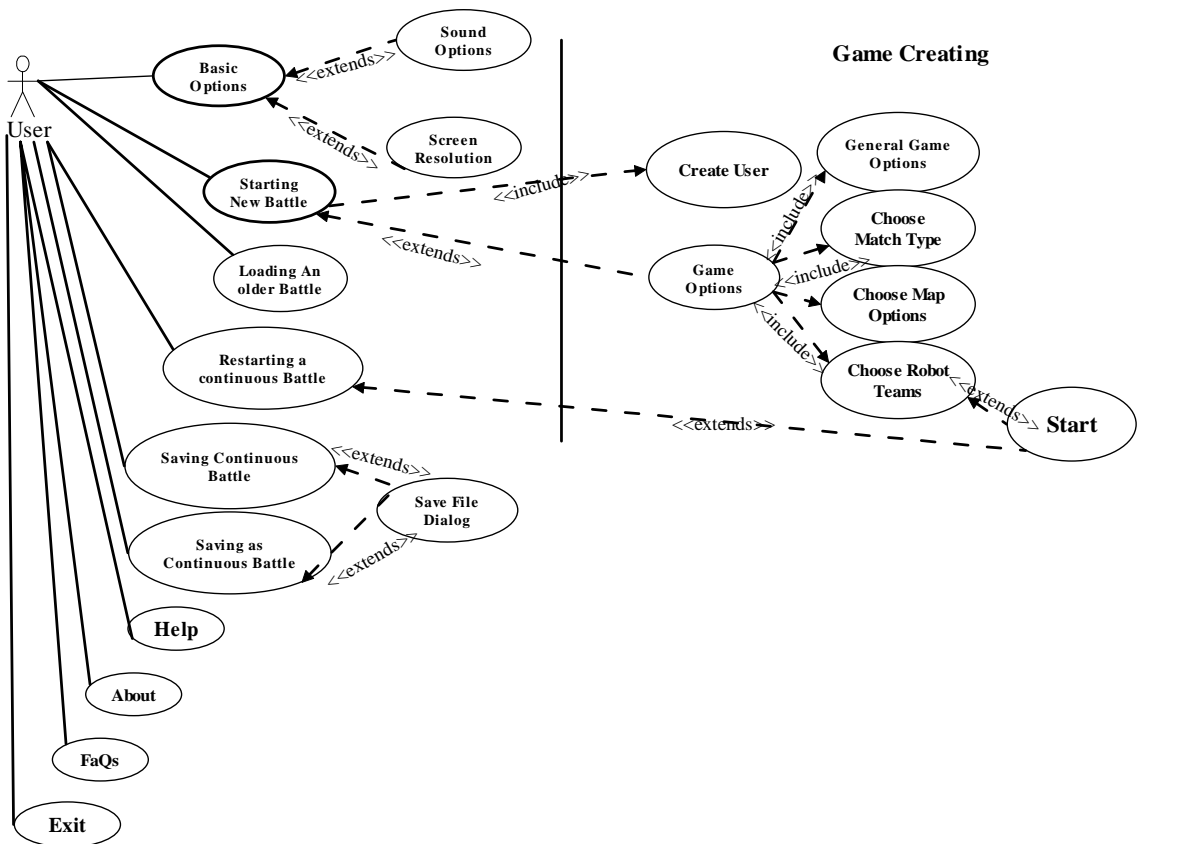 Sound
Options
<<extends>>
Basic
Options
Game Creating
User
<<extends>>
Screen
Resolution
General Game
Options
Create User
Starting
New Battle
<<include>>
<<include>>
Choose
Match Type
<<extends>>
Loading An
older Battle
Game
Options
<<include>>
Choose Map
Options
<<include>>
Restarting a
continuous Battle
Choose Robot
Teams
<<extends>>
Start
<<extends>>
Saving Continuous
Battle
<<extends>>
Save File
Dialog
Saving as
Continuous Battle
<<extends>>
Help
About
FaQs
Exit